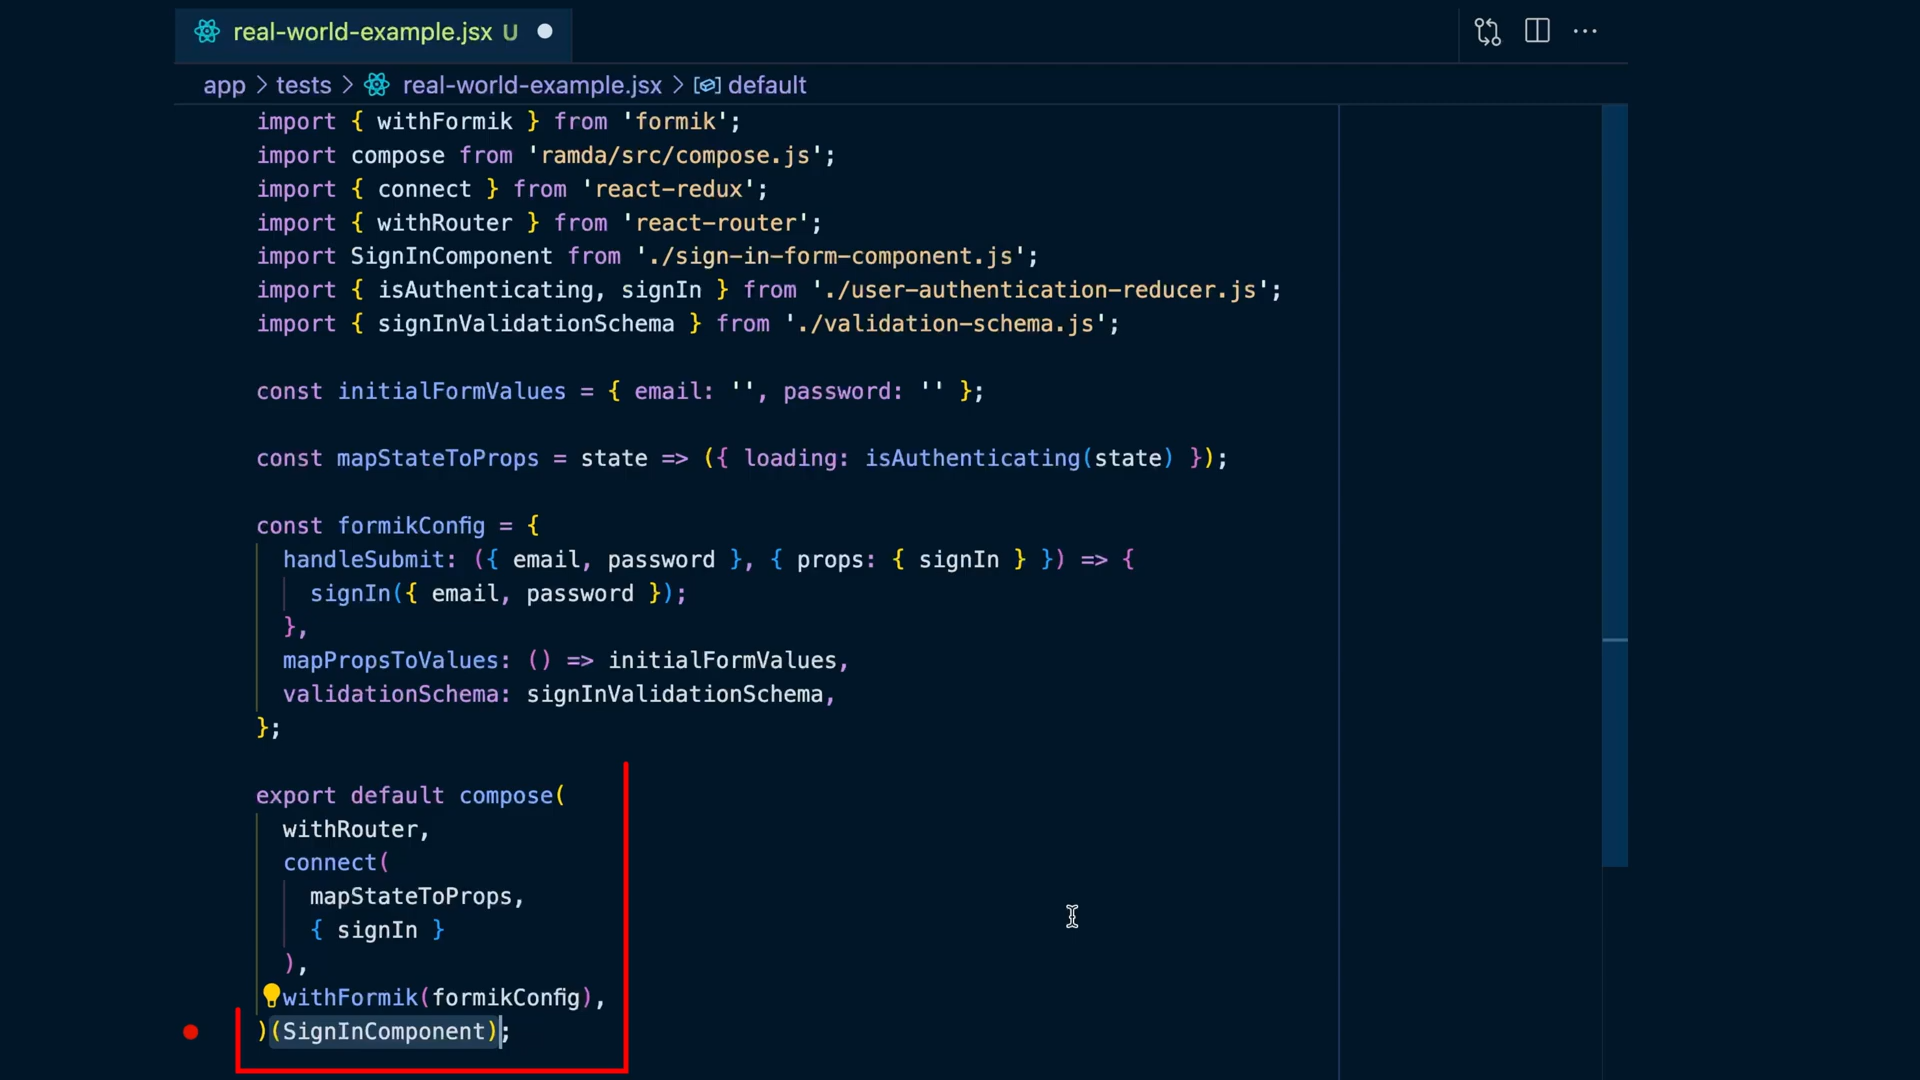 real-world-example.jsx U
app > tests > real-world-example.jsx > default
import { withFormik } from 'formik';
import compose from 'ramda/src/compose.js';
import { connect } from 'react-redux';
import { withRouter } from 'react-router';
import SignInComponent from './sign-in-form-component.js';
import { isAuthenticating, signIn } from './user-authentication-reducer.js';
import { signInValidationSchema } from './validation-schema.js';
const initialFormValues = { email: '', password: '' };
const mapStateToProps = state => ({ loading: isAuthenticating(state) });
const formikConfig = {
handleSubmit: ({ email, password }, { props: { signIn } }) => {
signIn({ email, password });
},
mapPropsToValues: () => initialFormValues,
validationSchema: signInValidationSchema,
};
export default compose(
withRouter,
connect(
mapStateToProps,
{ signIn }
),
withFormik(formikConfig),
)(SignInComponent);